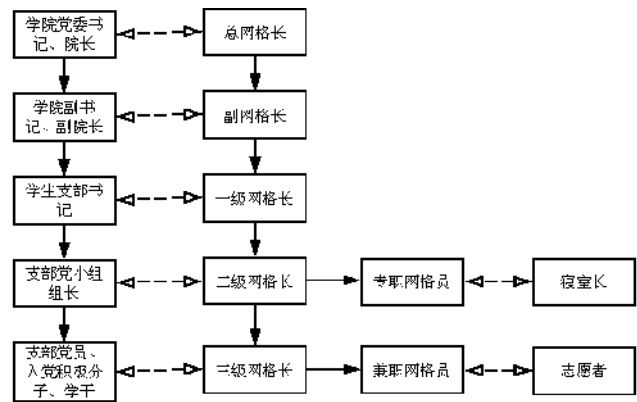 学院党委书
记、院长
总网格长
学院副书
记、副院长
副网格长
学生支部书
记
一级网格长
支部党小组
组长
二级网格长
专职网格员
寝室长
支部党员、
入党积极分
子、学干
三级网格长
兼职网格员
志愿者